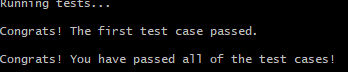 Running tests...
Congrats! The first test case passed.
Congrats! You have passed all of the test cases!